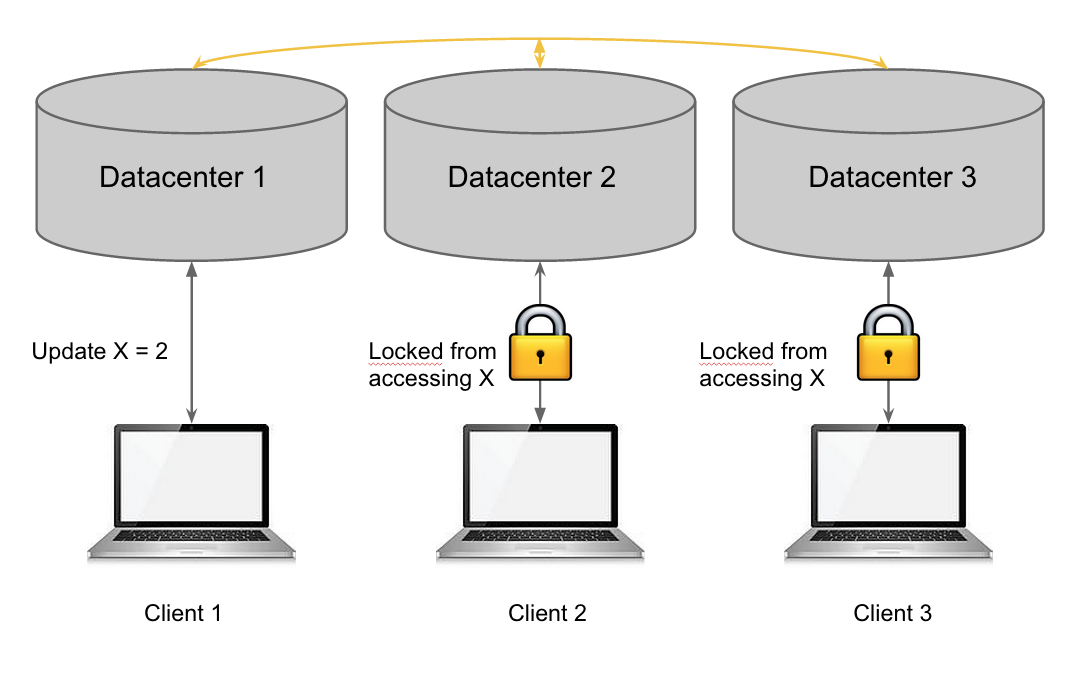 Datacenter 1
Datacenter 2
Datacenter 3
Update X = 2
Locked from
accessing X
Locked from
accessing X
Client 1
Client 2
Client 3